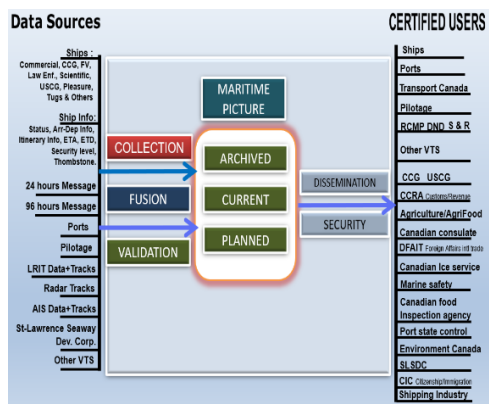 Data Sources
CERTIFIED USERS
Ships :
Commercial, CCG, FV,
Law Enf., Scientific,
USCG, Pleasure,
Tugs & Others
Ship Info:
Status, Arr-Dep Info,
Itinerary Info, ETA, ETD,
Security level,
Thombstone.
24 hours Message
96 hours Message
Ports
Pilotage
LRIT Data+Tracks
Radar Tracks
AIS Data+Tracks
St-Lawrence Seaway
Dev. Corp.
Other VTS
COLLECTION
FUSION
VALIDATION
MARITIME
PICTURE
ARCHIVED
CURRENT
PLANNED
DISSEMINATION
SECURITY
Ships
Ports
Transport Canada
Pilotage
RCMP DND S & R
Other VTS
CCG USCG
CCRA Customs/Revenue
Agriculture/AgriFood
Canadian consulate
DFAIT Foreign Affairs intl trade
Canadian Ice service
Marine safety
Canadian food
Inspection agency
Port state control
Environment Canada
SLSDC
CIC Citizenship/Immigration
Shipping Industry